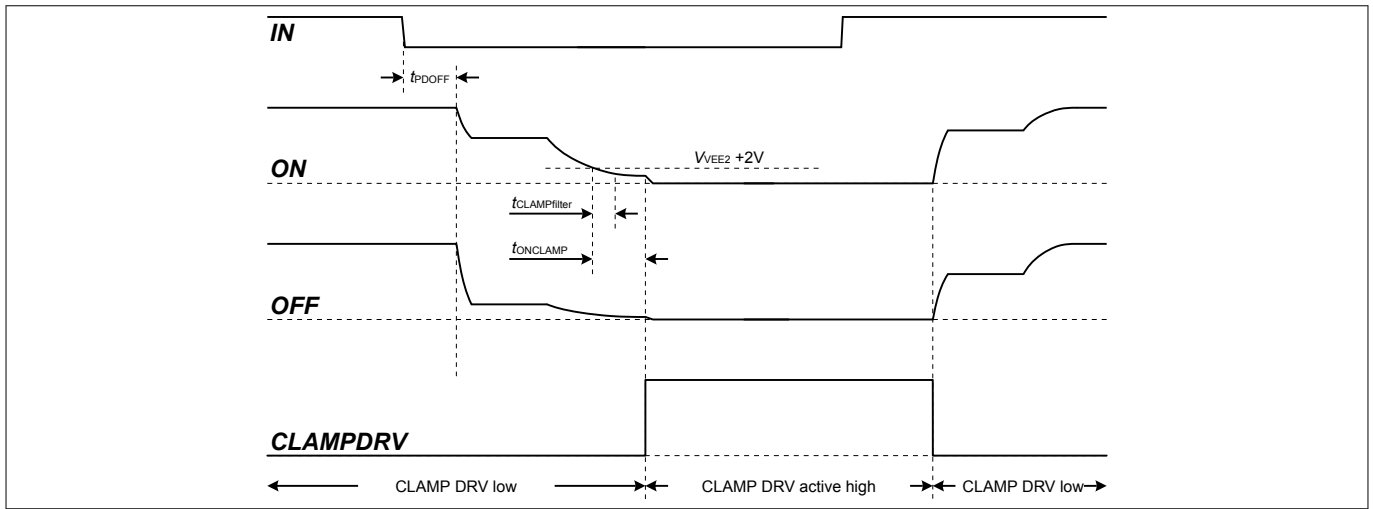 IN
tPDOFF
VVEE2 +2V
ON
tCLAMPfilter
tONCLAMP
OFF
CLAMPDRV
CLAMP DRV low
CLAMP DRV active high
CLAMP DRV low